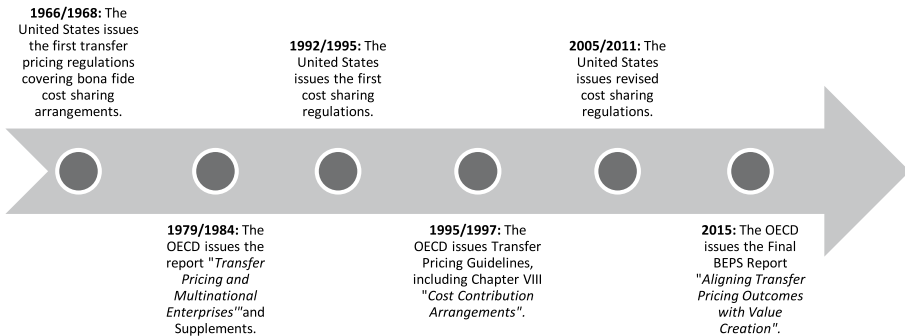 1966/1968: The
United States issues
the first transfer
pricing regulations
covering bona fide
cost sharing
arrangements.
1979/1984: The
OECD issues the
report "Transfer
Pricing and
Multinational
Enterprises'"and
Supplements.
1992/1995: The
United States
issues the first
cost sharing
regulations.
1995/1997: The
OECD issues Transfer
Pricing Guidelines,
including Chapter VIII
"Cost Contribution
Arrangements".
2005/2011: The
United States
issues revised
cost sharing
regulations.
2015: The OECD
issues the Final
BEPS Report
"Aligning Transfer
Pricing Outcomes
with Value
Creation".